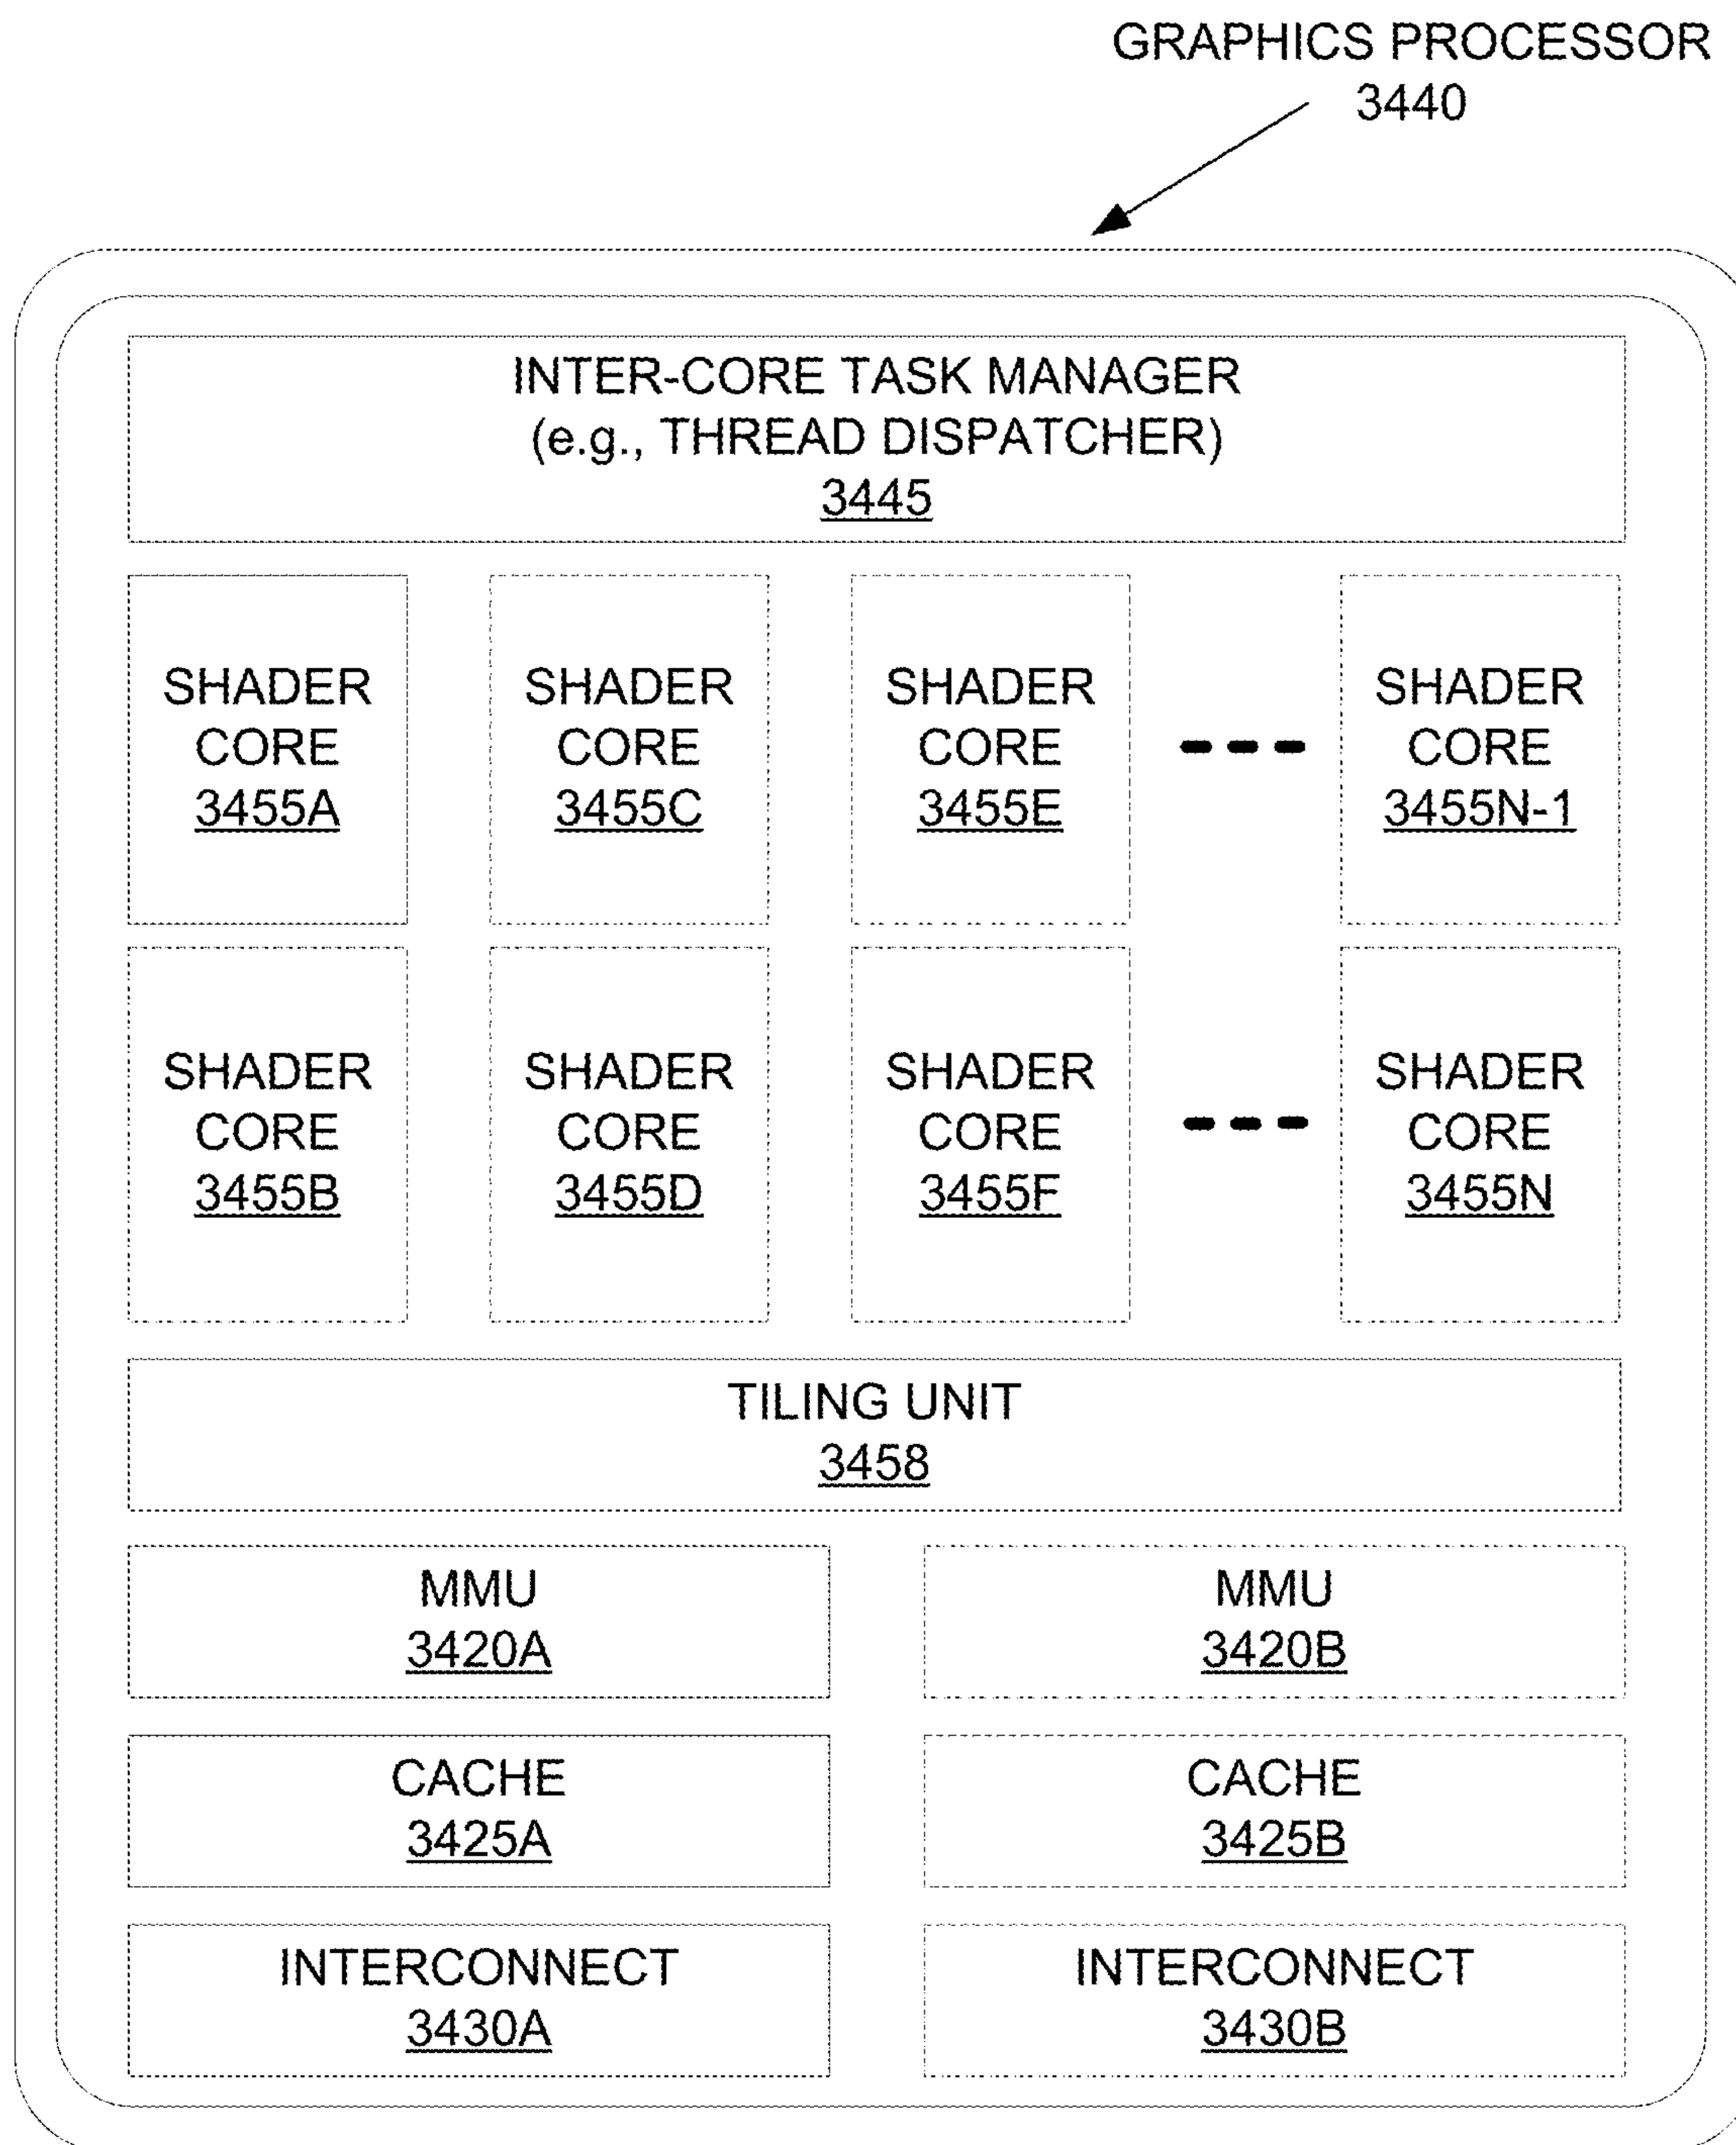 GRAPHICS PROCESSOR
3440
INTER-CORE TASK MANAGER
(e.g., THREAD DISPATCHER)
3445
SHADER
CORE
3455A
SHADER
CORE
3455C
SHADER
CORE
3455E
SHADER
CORE
3455N-1
SHADER
CORE
3455B
SHADER
CORE
3455D
SHADER
CORE
3455F
SHADER
CORE
3455N
TILING UNIT
3458
MMU
3420A
MMU
3420B
CACHE
3425A
CACHE
3425B
INTERCONNECT
3430A
INTERCONNECT
3430B